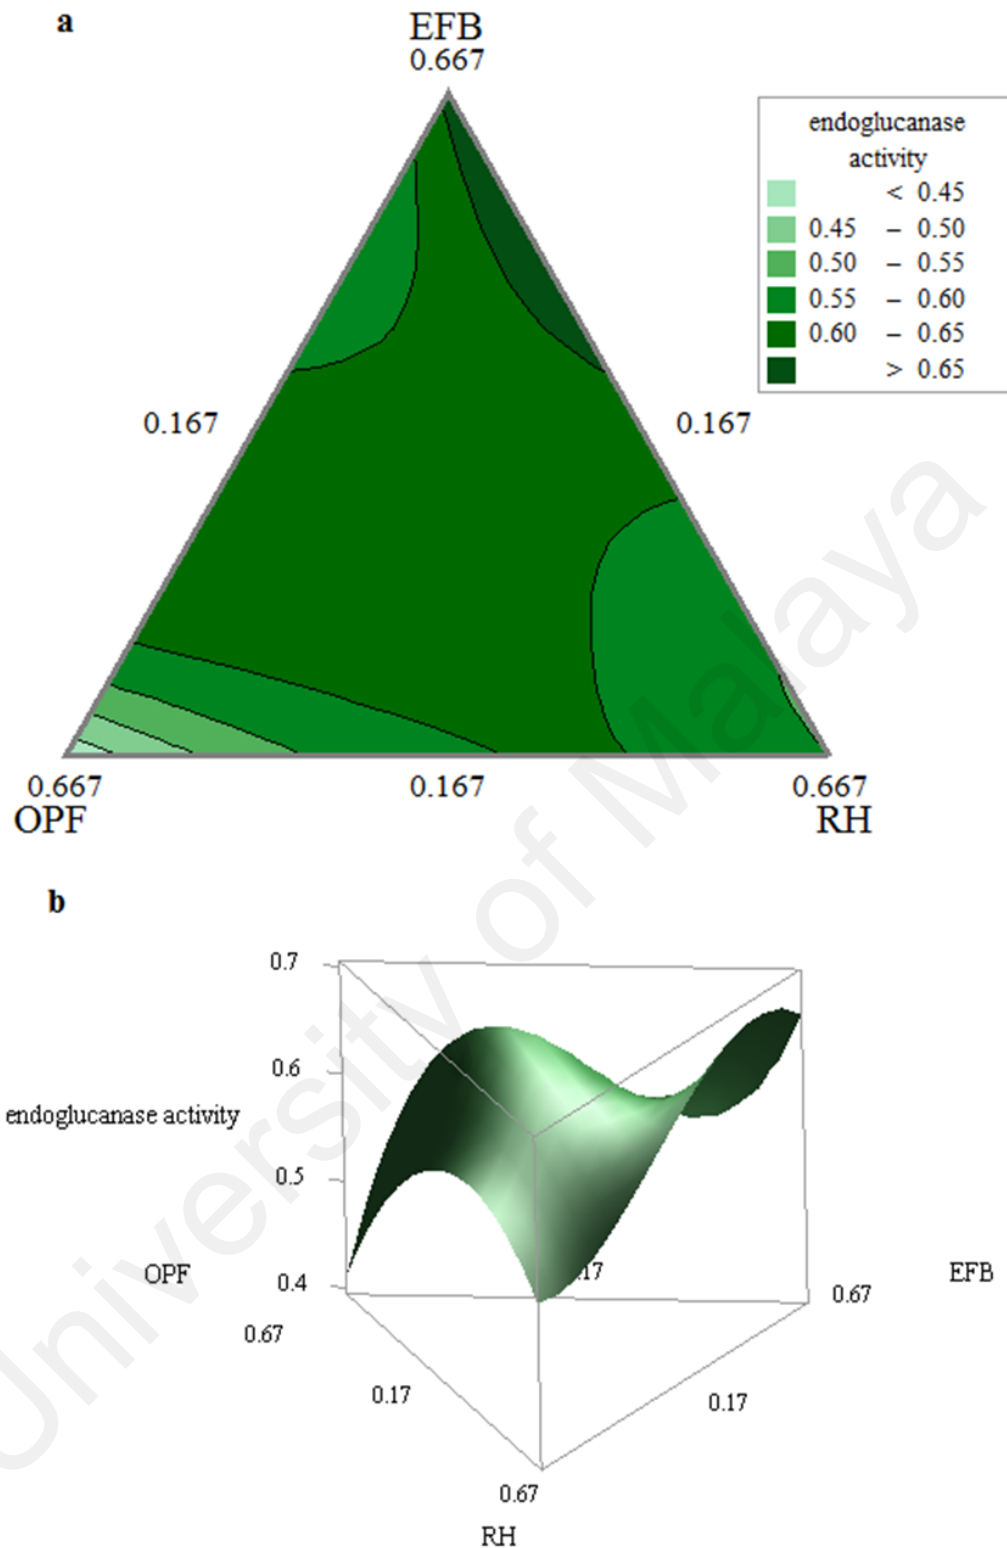 a
EFB
0.667
endoglucanase
activity
< 0.45
0.45 – 0.50
0.50 – 0.55
0.55 – 0.60
0.60 – 0.65
> 0.65
0.167 0.167
0.667 0.167 0.667
OPF RH
b
0.7
0.6
endoglucanase activity
0.5
0.4
OPF .17 EFB
0.67
0.67
0.17 0.17
0.67
RH
University of Malaya